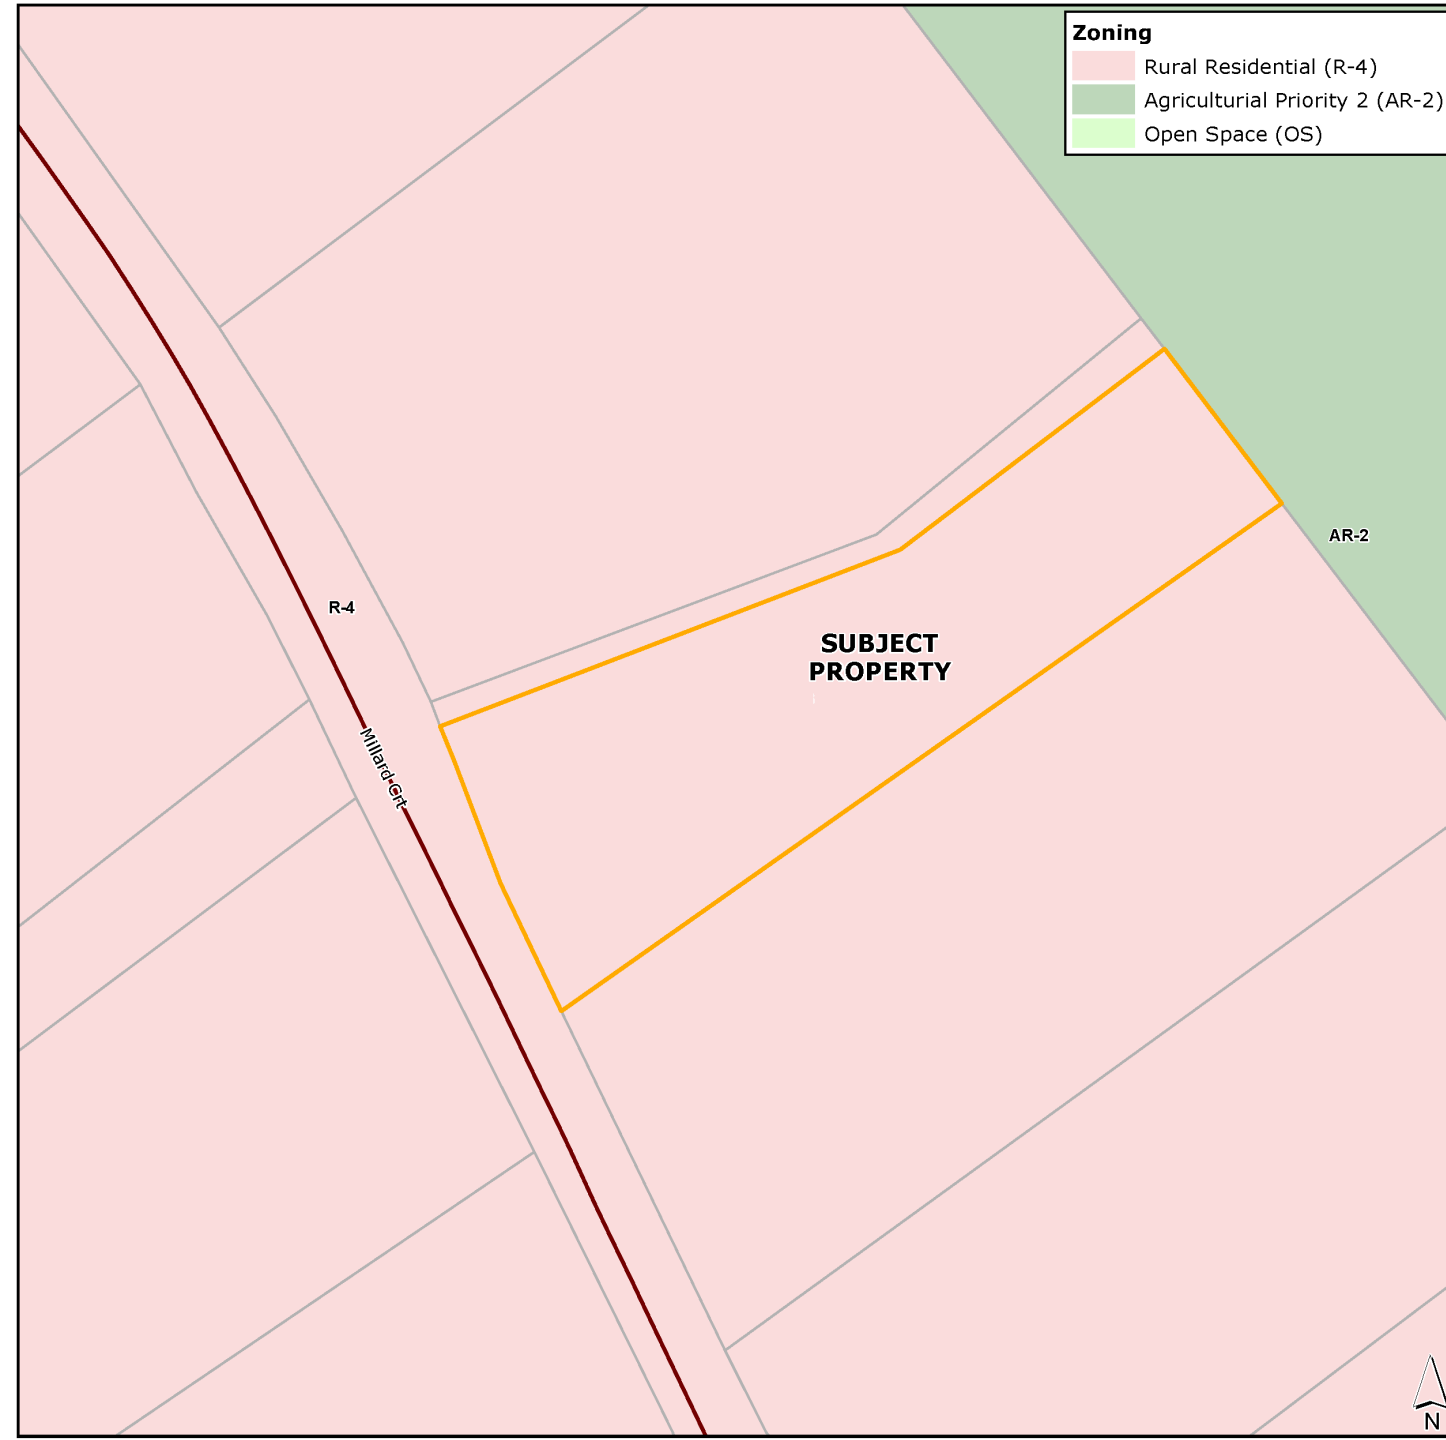 Zoning
Rural Residential (R-4)
Agriculturial Priority 2 (AR-2)
Open Space (OS)
AR-2
R-4
SUBJECT
PROPERTY
Millard Crt
N